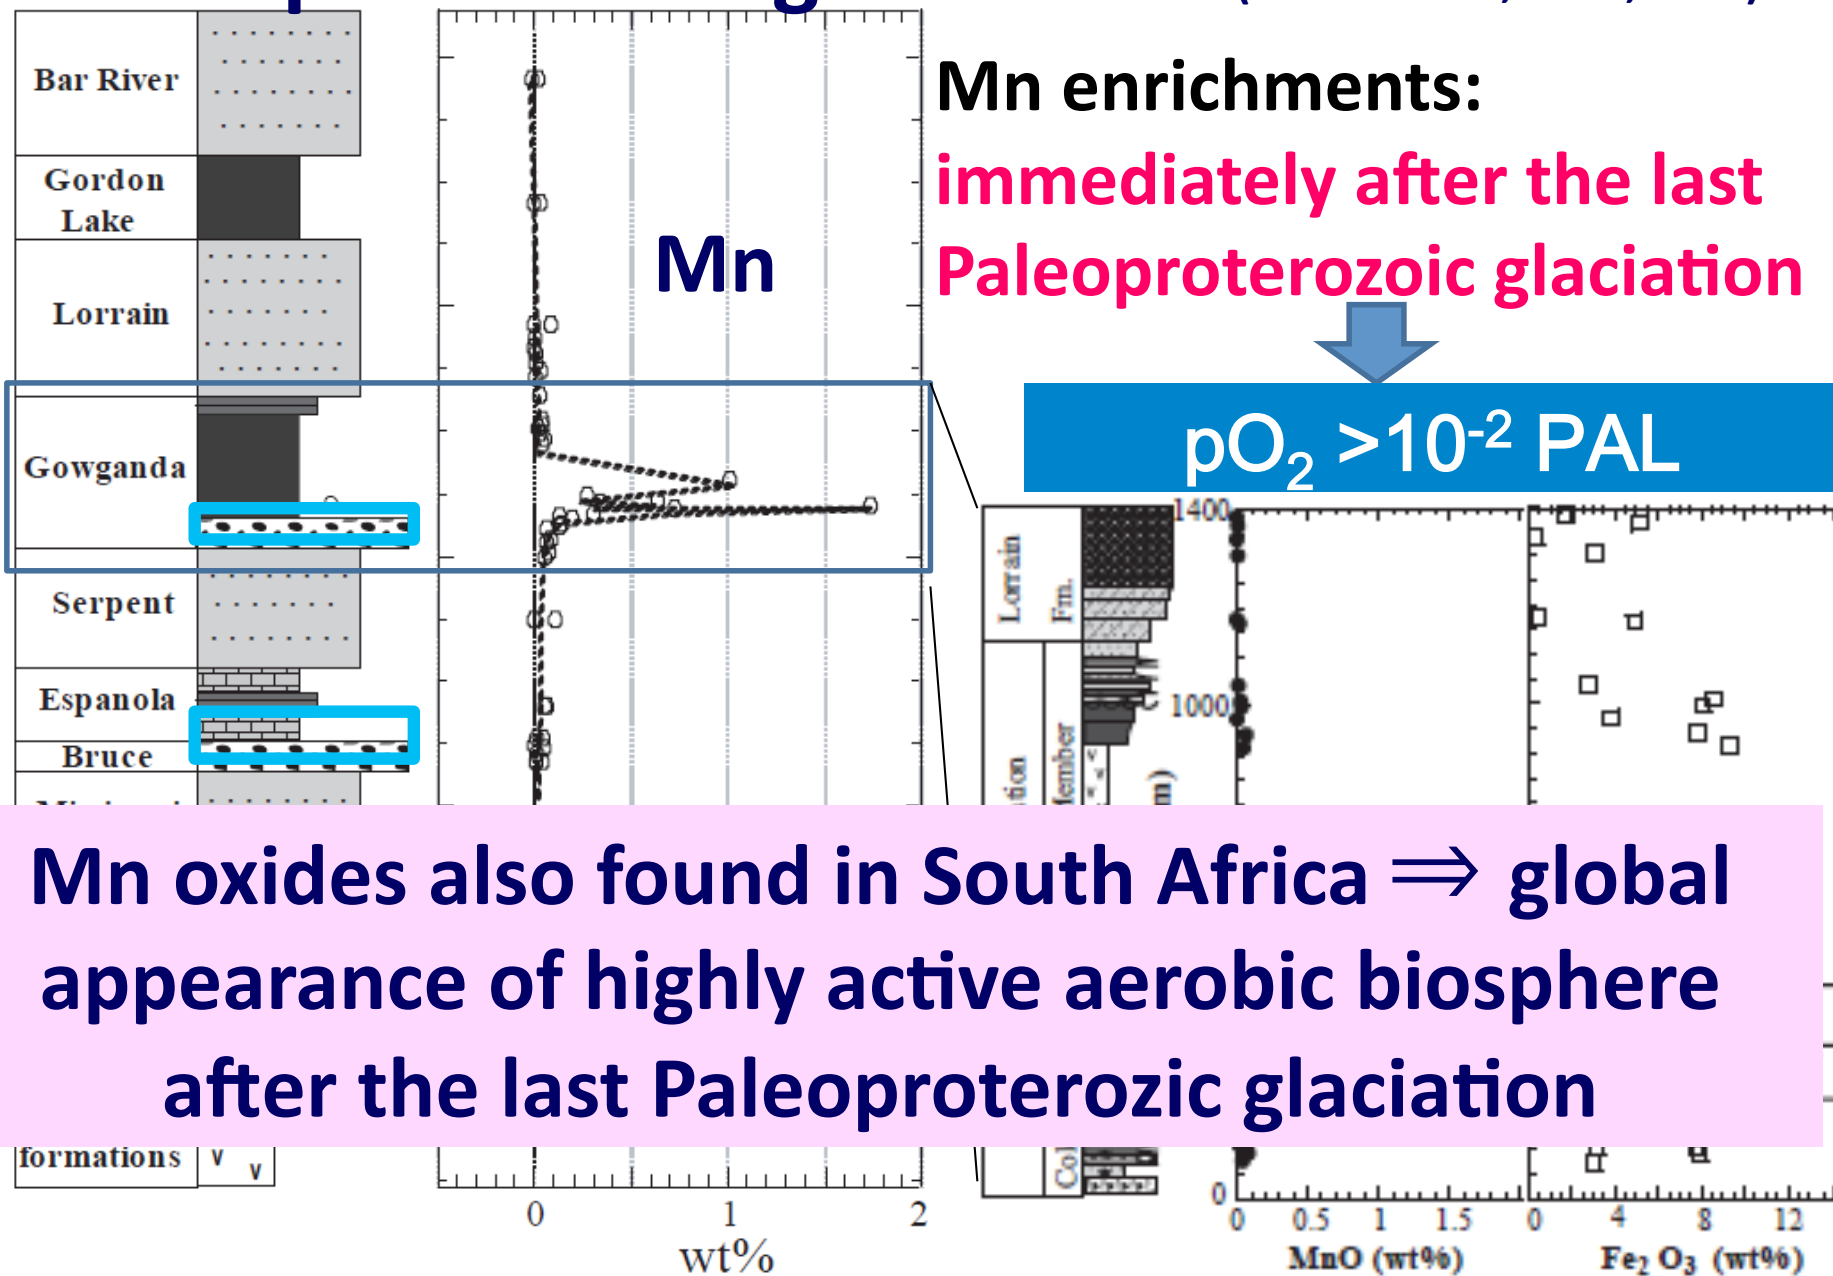 Mn enrichments:
immediately after the last
Paleoproterozoic glaciation
pO2 >10-2 PAL
Bar River
Gordon
Lake
Lorrain
Gowganda
Serpent
Espanola
Bruce
Mn
1400
1000
0
Lorrain
Fm.
Member
Mn oxides also found in South Africa ⇒ global
appearance of highly active aerobic biosphere
after the last Paleoproterozic glaciation
formations
V V
0 1 2
wt%
0 0.5 1 1.5
MnO (wt%)
0 4 8 12
Fe2 O3 (wt%)